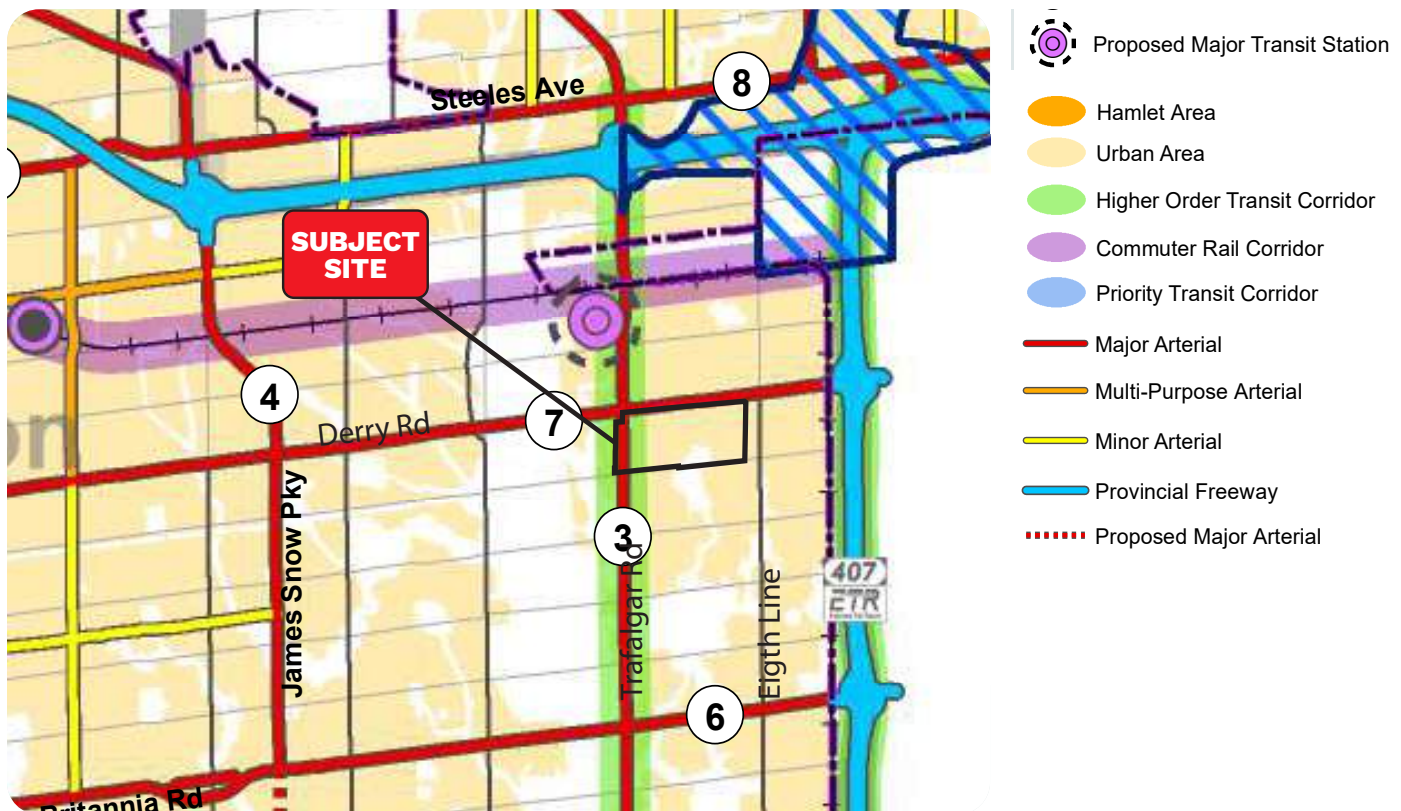 Steeles Ave
8
SUBJECT
SITE
4
7
Derry Rd
on
James Snow Pky
3
Trafalgar Rd
Eigth Line
407
ETR
6
Britannia Rd
Proposed Major Transit Station
Hamlet Area
Urban Area
Higher Order Transit Corridor
Commuter Rail Corridor
Priority Transit Corridor
Major Arterial
Multi-Purpose Arterial
Minor Arterial
Provincial Freeway
Proposed Major Arterial